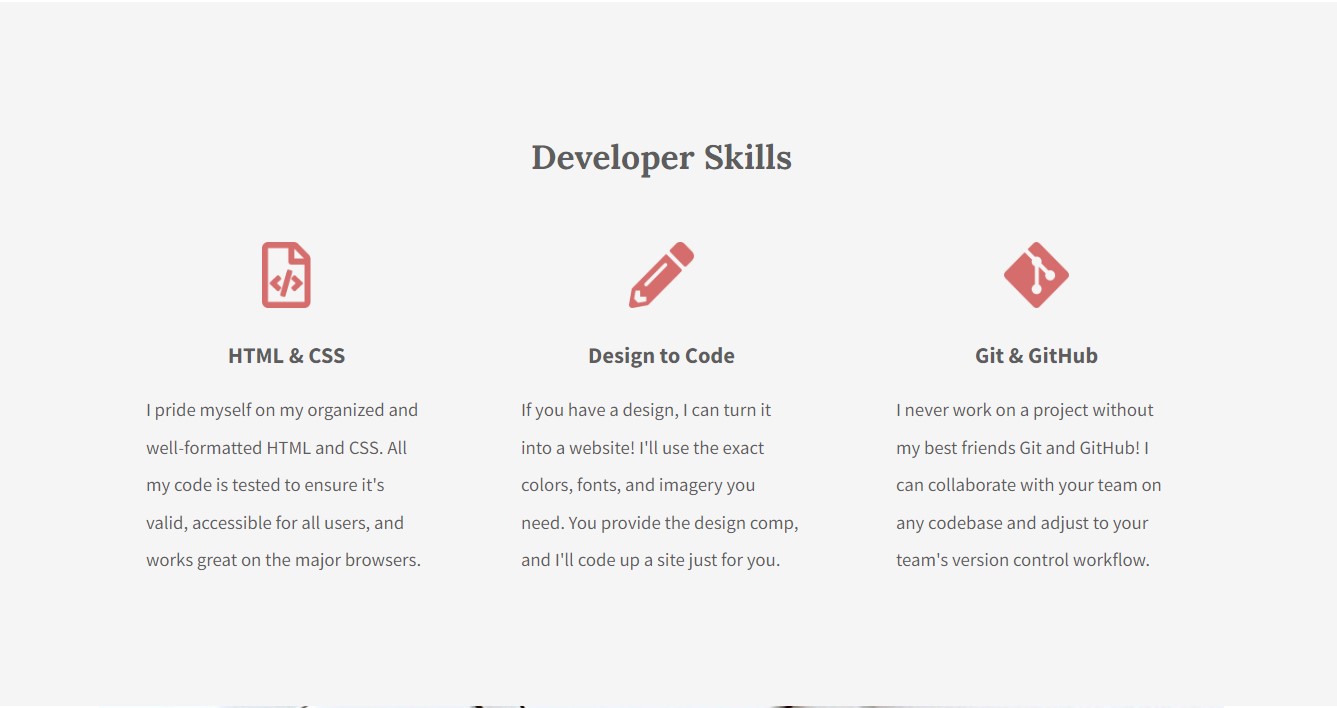 Developer Skills
HTML & CSS
I pride myself on my organized and
well-formatted HTML and CSS. All
my code is tested to ensure it's
valid, accessible for all users, and
works great on the major browsers.
Design to Code
If you have a design, I can turn it
into a website! I'll use the exact
colors, fonts, and imagery you
need. You provide the design comp,
and I'll code up a site just for you.
Git & GitHub
I never work on a project without
my best friends Git and GitHub! I
can collaborate with your team on
any codebase and adjust to your
team's version control workflow.